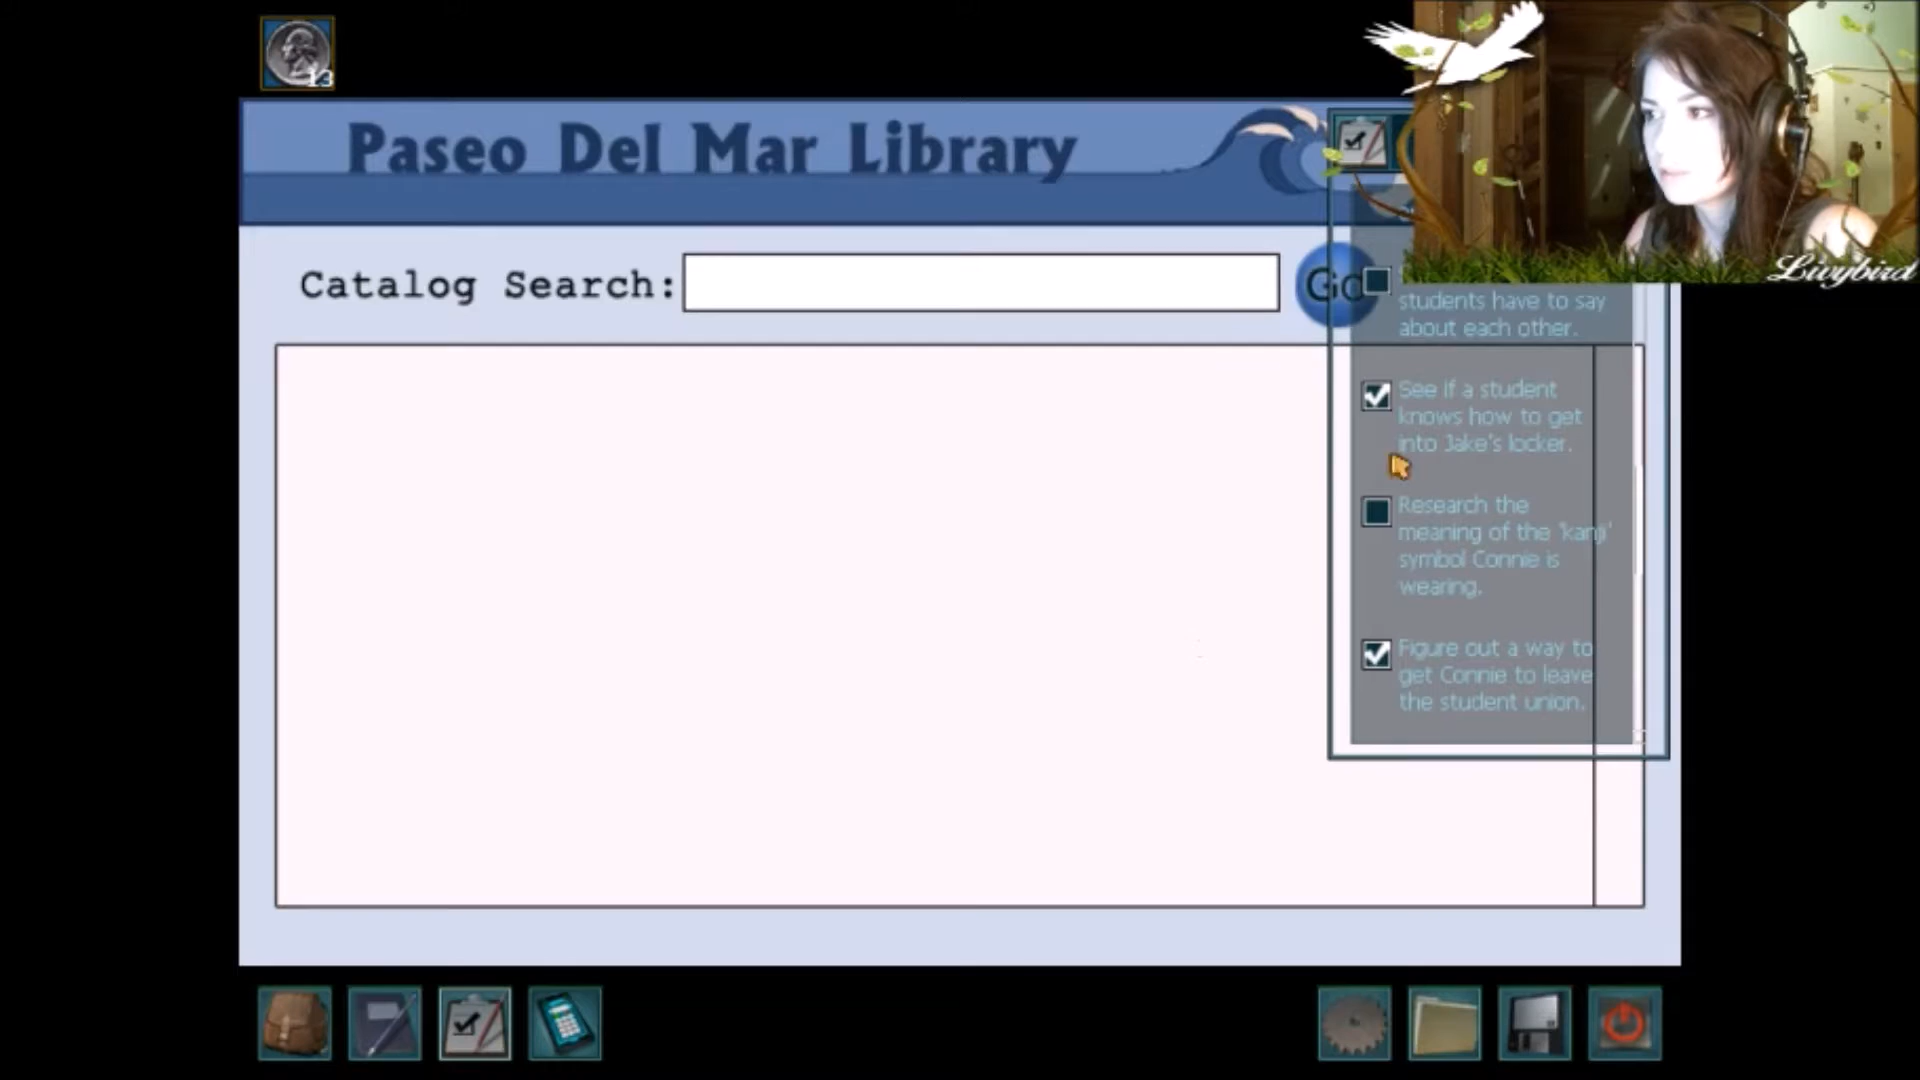 13
Paseo Del Mar Library
Livybird
Catalog Search:
Go
students have to say
about each other.
See if a student
knows how to get
into Jake's locker.
Research the
meaning of the 'kanji'
symbol Connie is
wearing.
Figure out a way to
get Connie to leave
the student union.